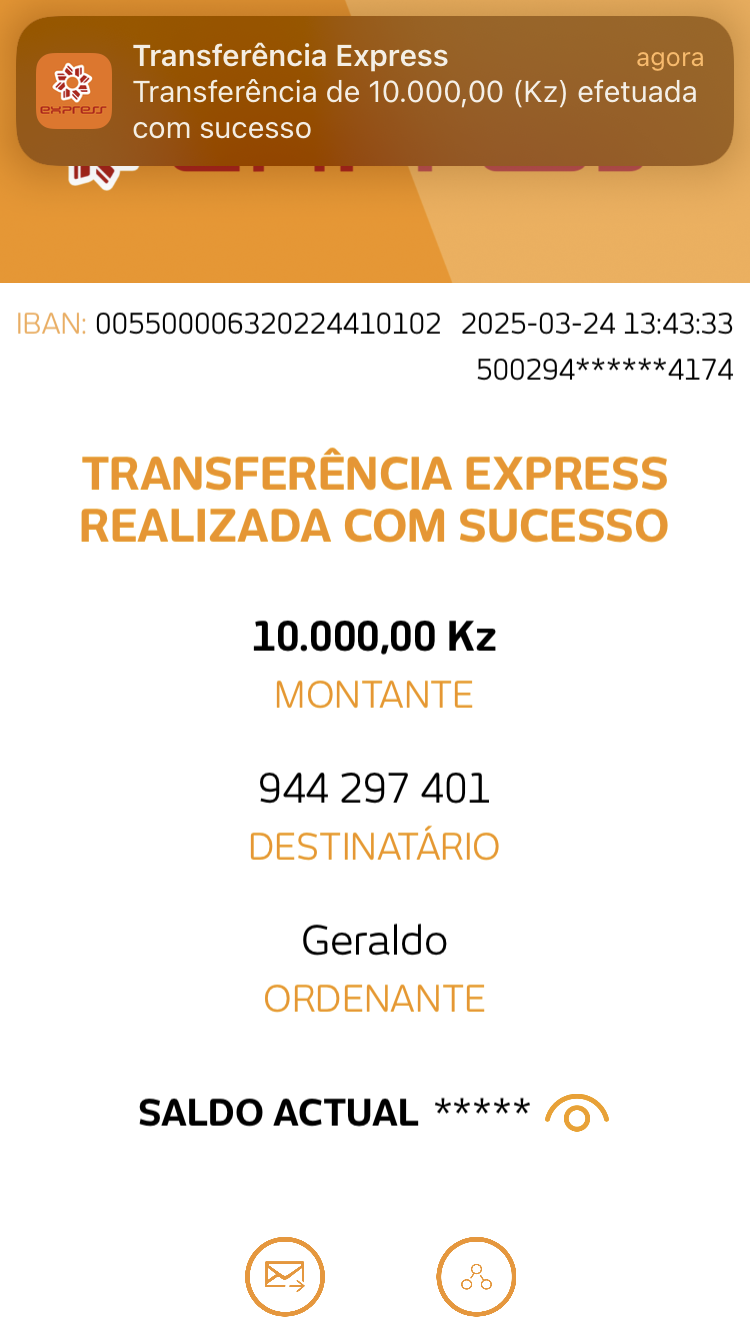 Transferência Express agora
Transferência de 10.000,00 (Kz) efetuada
com sucesso
express
IBAN: 005500006320224410102 2025-03-24 13:43:33
500294******4174
TRANSFERÊNCIA EXPRESS
REALIZADA COM SUCESSO
10.000,00 Kz
MONTANTE
944 297 401
DESTINATÁRIO
Geraldo
ORDENANTE
SALDO ACTUAL *****